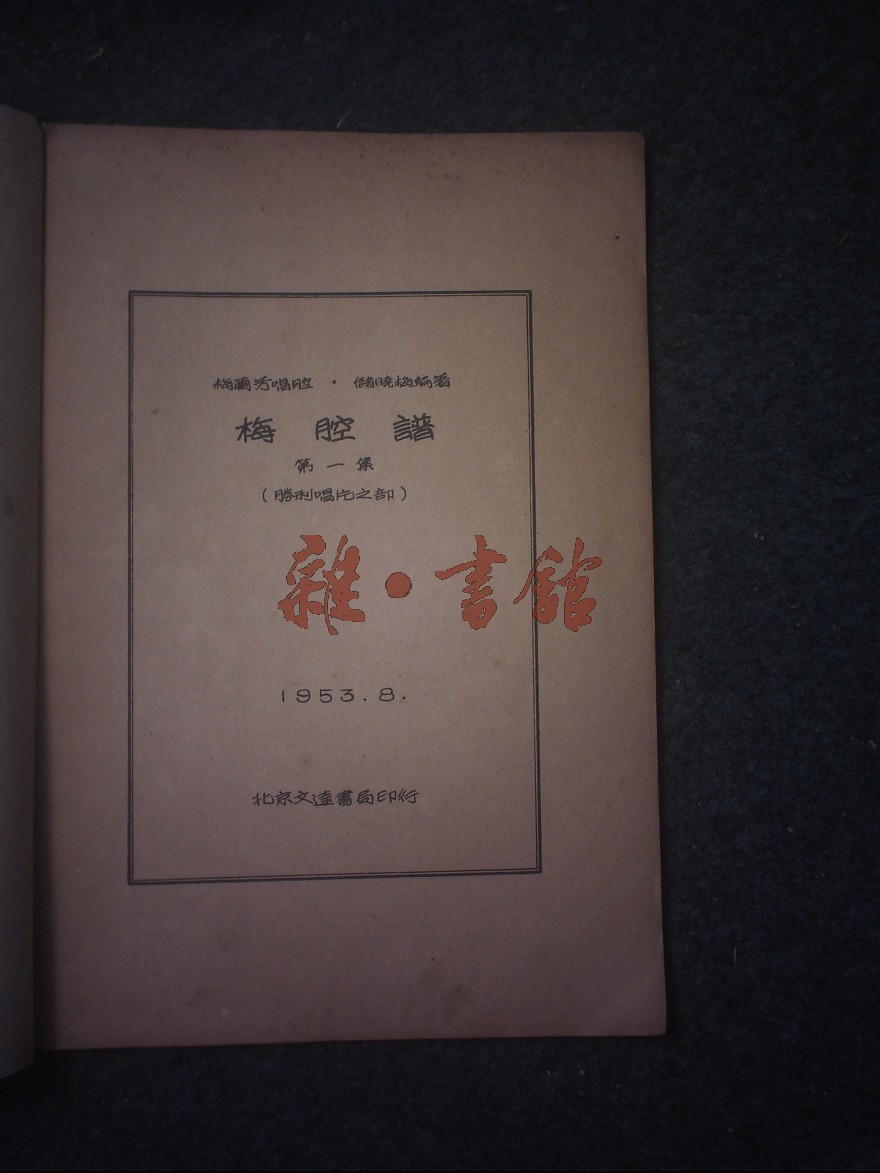 梅蘭芳唱腔 · 儲曉梅編著
梅腔譜
第一集
(勝利唱片之部)
雜·書館
1953.8.
北京文達書局印行